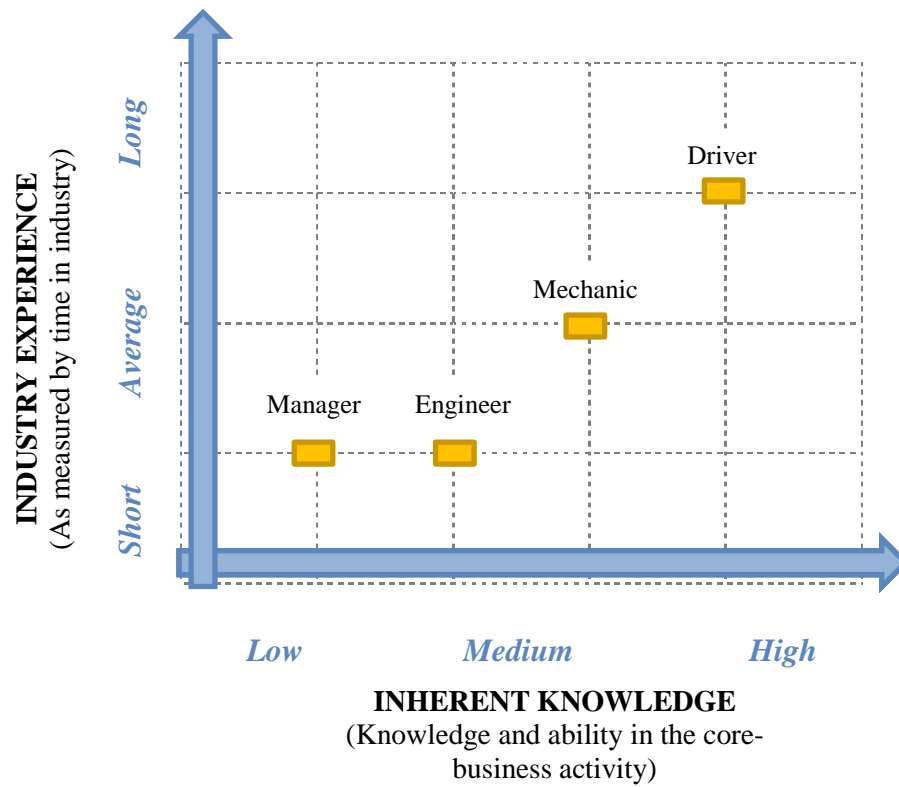 INDUSTRY EXPERIENCE
(As measured by time in industry)
Long
Average
Short
Driver
Mechanic
Manager
Engineer
Low
Medium
High
INHERENT KNOWLEDGE
(Knowledge and ability in the core-
business activity)